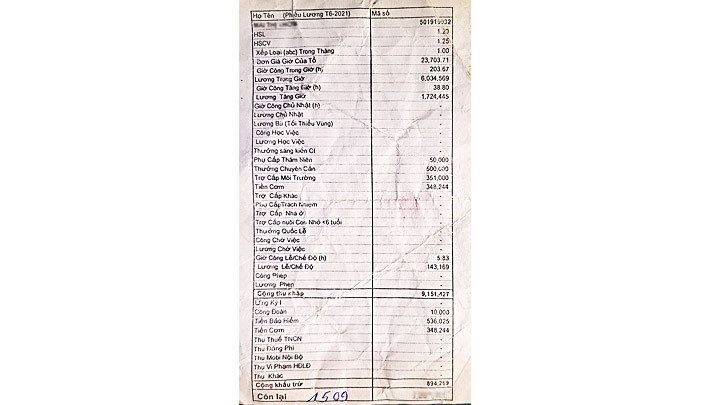 Họ Tên (Phiếu Lương T6-2021) Mã số
501919032
HSL 1.23
HSCV 1.25
Xếp Loại (abc) Trong Tháng 1.00
Đơn Giá Giờ Của Tổ 23,703.71
Giờ Công Trong Giờ (h) 203.67
Lương Trong Giờ 6,034,569
Giờ Công Tăng Giờ (h) 38.80
Lương Tăng Giờ 1,724,445
Giờ Công Chủ Nhật (h) -
Lương Chủ Nhật -
Lương Bù (Tối Thiểu Vùng) -
Công Học Việc -
Lương Học Việc -
Thưởng sáng kiến CI -
Phụ Cấp Thâm Niên 50,000
Thưởng Chuyên Cần 500,000
Trợ Cấp Môi Trường 351,000
Tiền Cơm 348,244
Trợ Cấp Khác -
Phụ CấpTrách Nhiệm -
Trợ Cấp Nhà ở -
Trợ Cấp nuôi Con Nhỏ <6 tuổi -
Thưởng Quốc Lễ -
Công Chờ Việc -
Lương Chờ Việc -
Giờ Công Lễ/Chế Độ (h) 5.83
Lương Lễ/Chế Độ 143,169
Công Phép -
Lương Phép -
Cộng thu nhập 9,151,427
Ứng Kỳ I -
Công Đoàn 10,000
Tiền Bảo Hiểm 536,025
Tiền Cơm 348,244
Thu Thuế TNCN -
Thu Đảng Phí -
Thu Mobi Nội Bộ -
Thu Vi Phạm HĐLĐ -
Thu Khác -
Cộng khấu trừ 894,269
Còn lại 1509